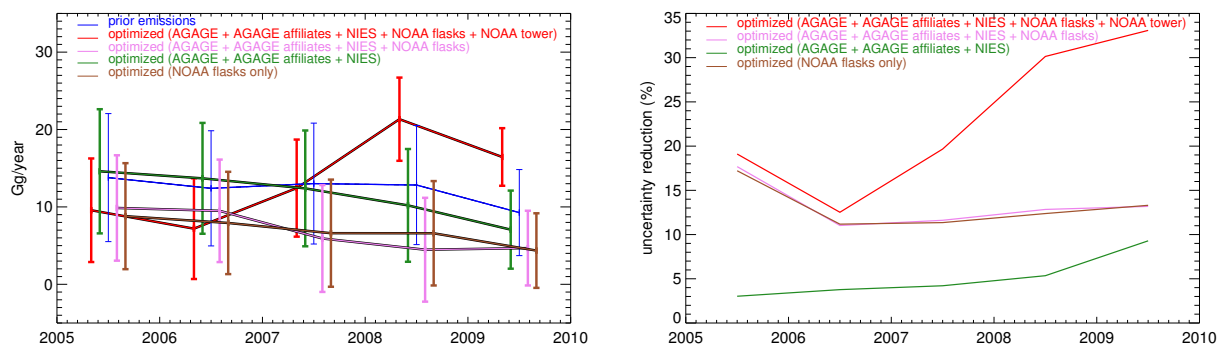 prior emissions
optimized (AGAGE + AGAGE affiliates + NIES + NOAA flasks + NOAA tower)
optimized (AGAGE + AGAGE affiliates + NIES + NOAA flasks)
optimized (AGAGE + AGAGE affiliates + NIES)
optimized (NOAA flasks only)
30
20
10
0
Gg/year
2005 2006 2007 2008 2009 2010
optimized (AGAGE + AGAGE affiliates + NIES + NOAA flasks + NOAA tower)
optimized (AGAGE + AGAGE affiliates + NIES + NOAA flasks)
optimized (AGAGE + AGAGE affiliates + NIES)
optimized (NOAA flasks only)
35
30
25
20
15
10
5
0
uncertainty reduction (%)
2005 2006 2007 2008 2009 2010